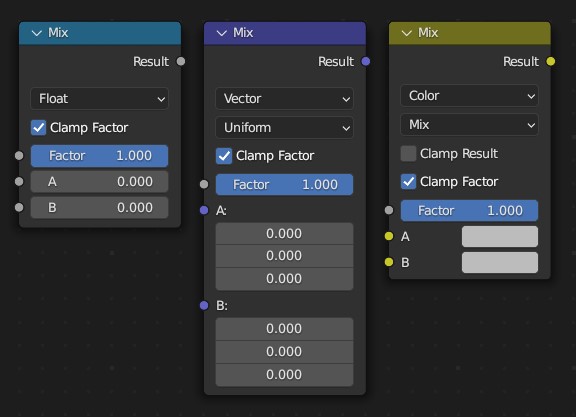 Mix
Result
Float
Clamp Factor
Factor 1.000
A 0.000
B 0.000
Mix
Result
Vector
Uniform
Clamp Factor
Factor 1.000
A:
0.000
0.000
0.000
B:
0.000
0.000
0.000
Mix
Result
Color
Mix
Clamp Result
Clamp Factor
Factor 1.000
A
B